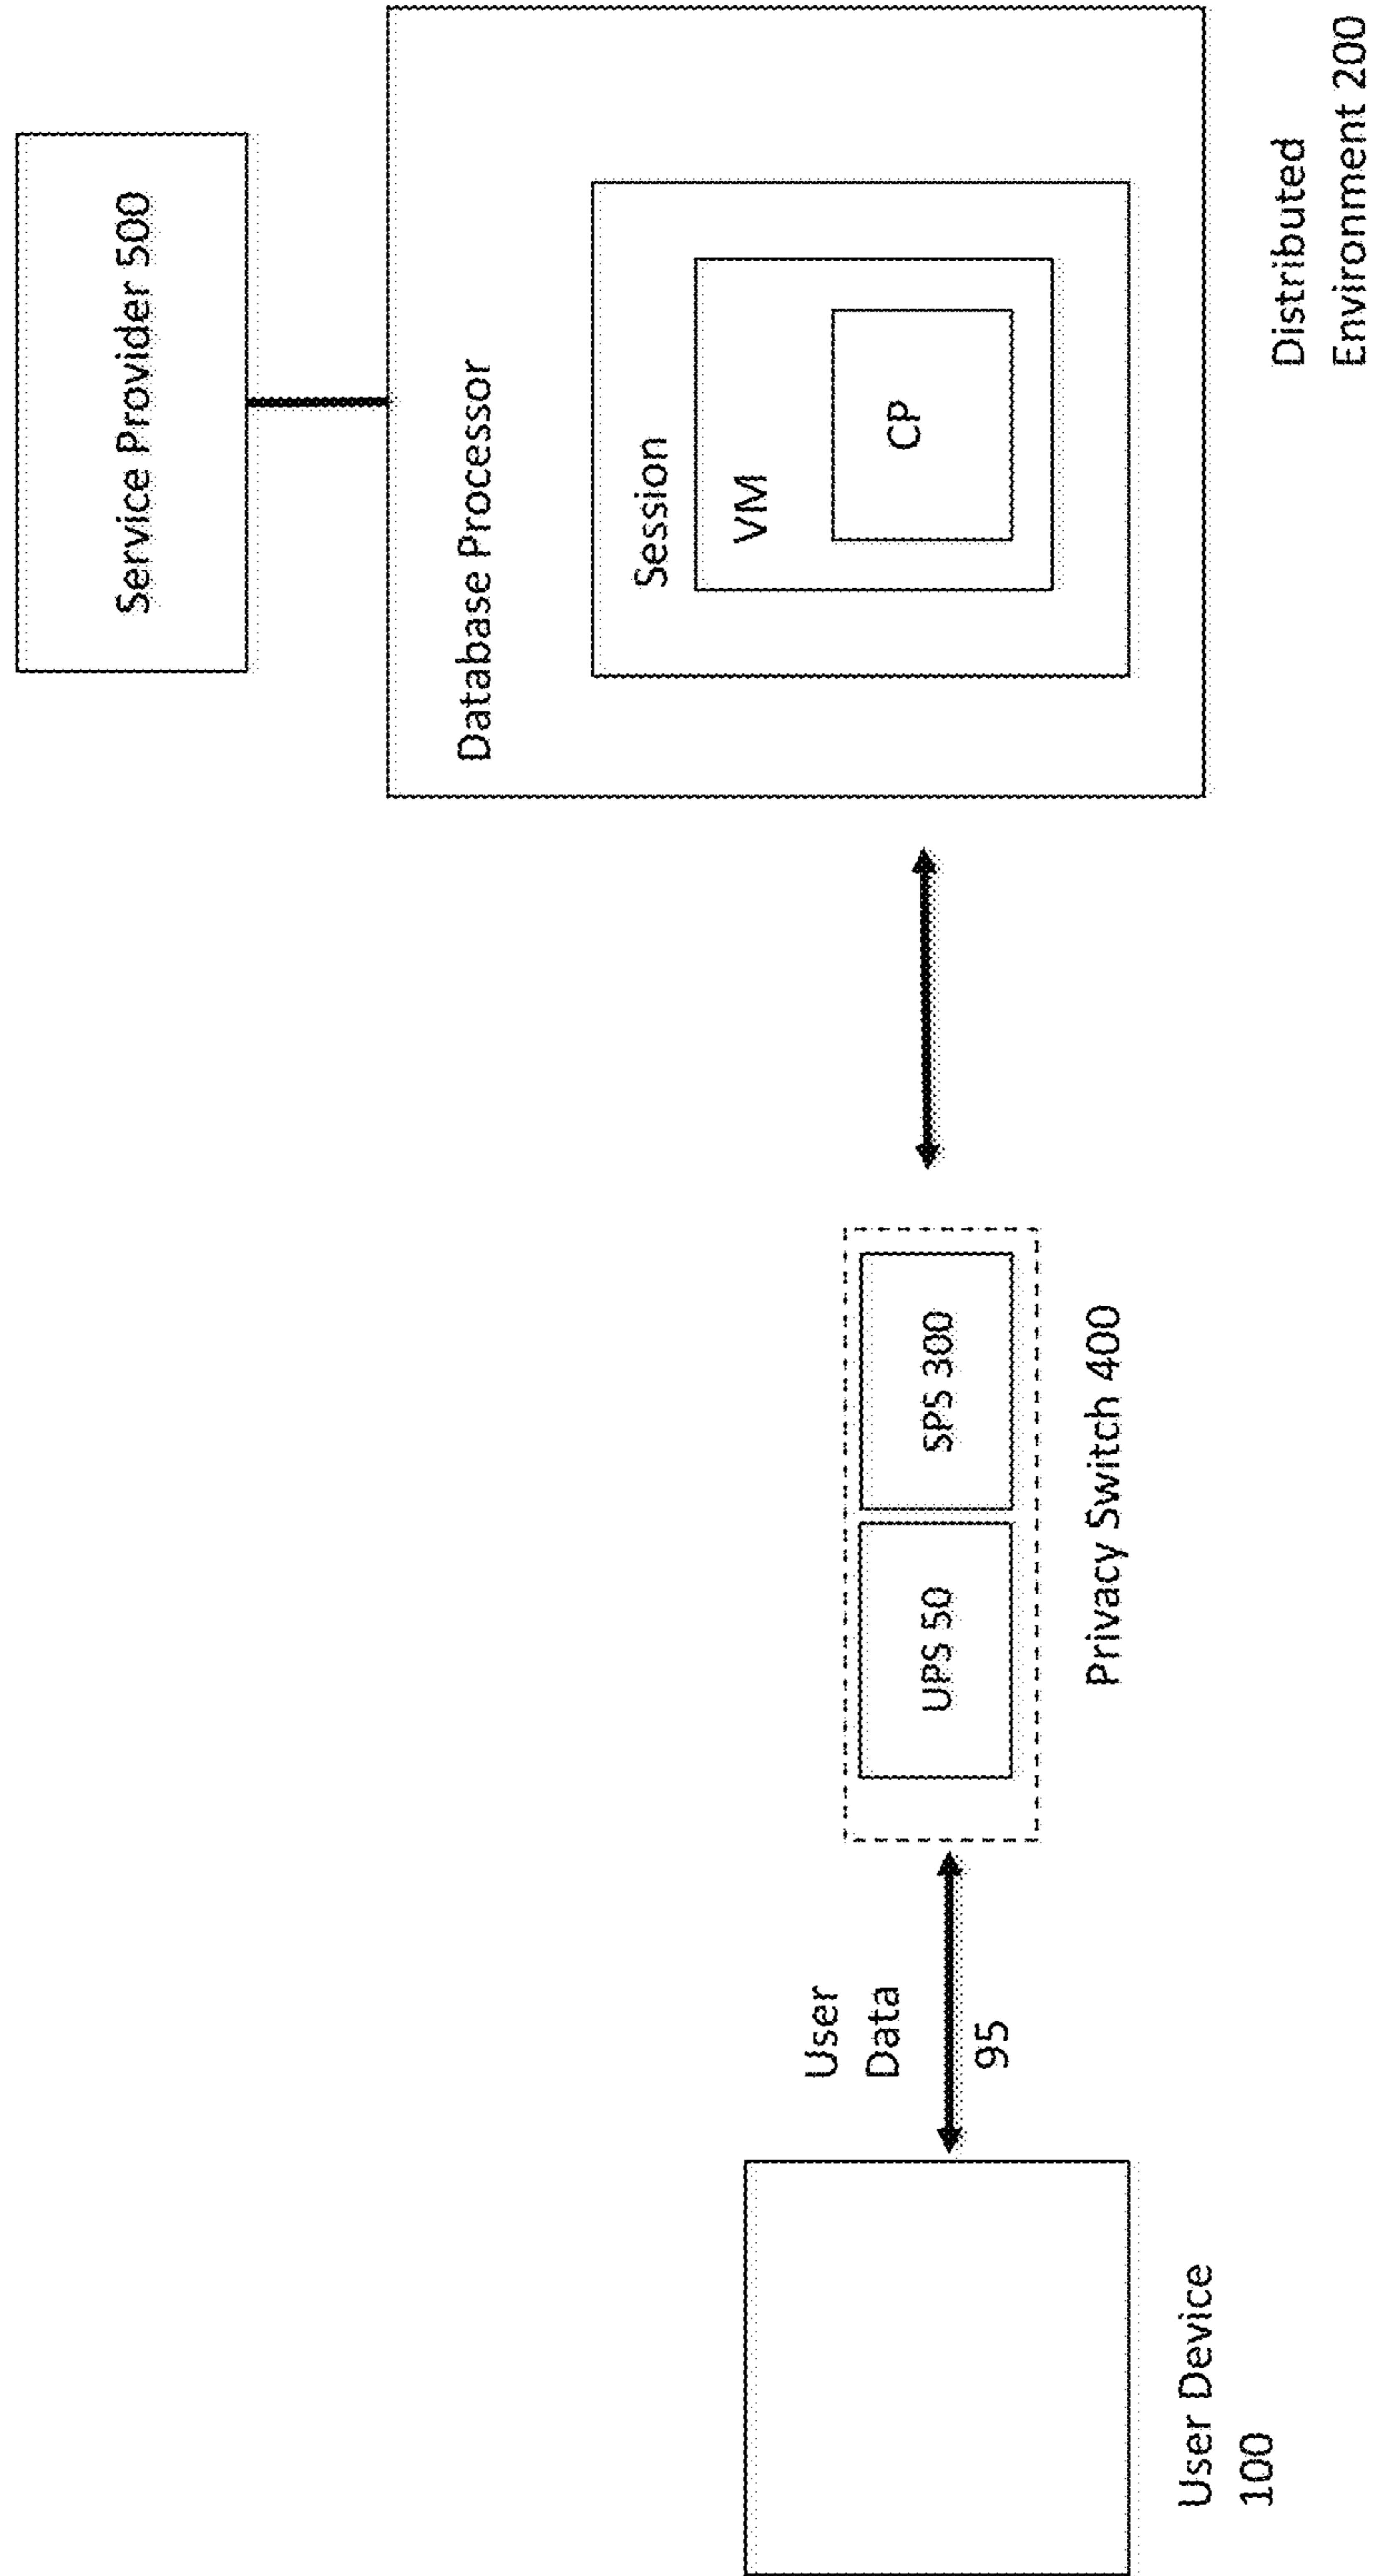 Service Provider 500
Database Processor
Session
VM
CP
Distributed
Environment 200
UPS 50
SPS 300
Privacy Switch 400
User
Data
95
User Device
100